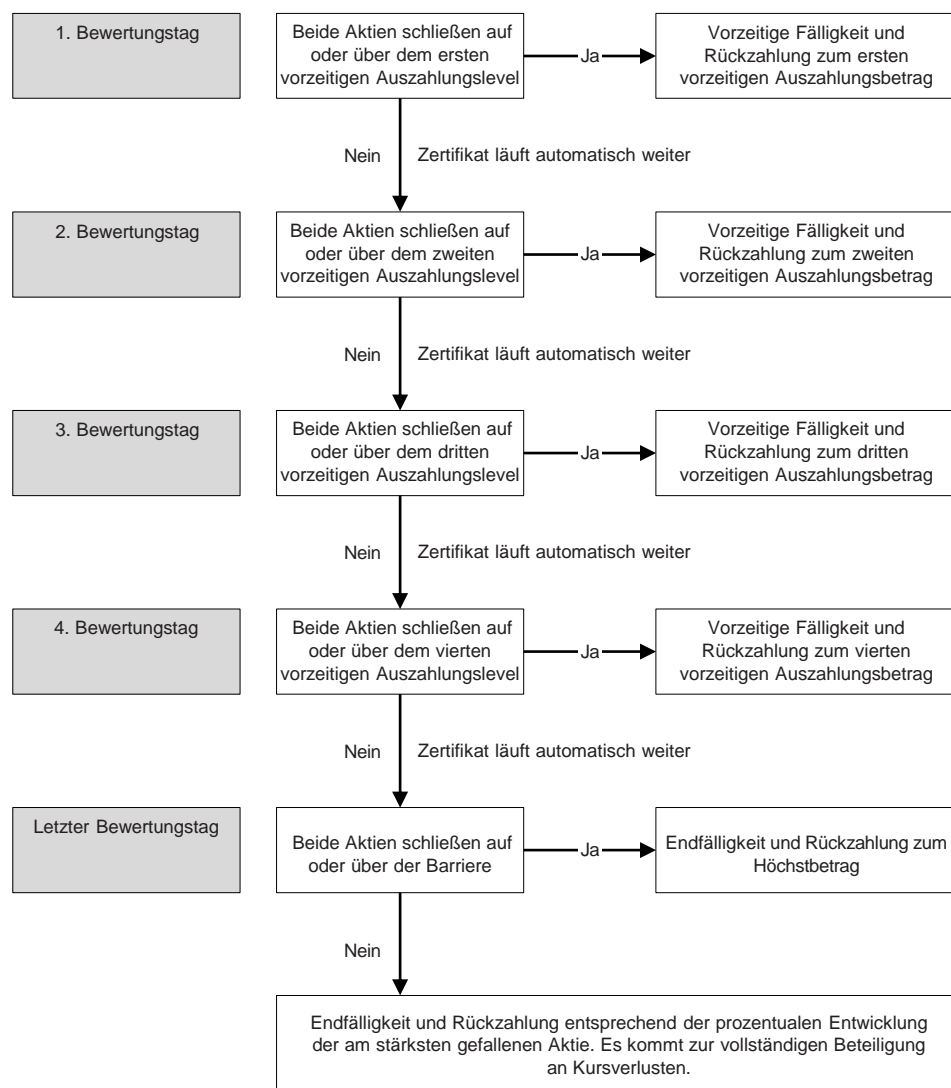 1. Bewertungstag
Beide Aktien schließen auf
oder über dem ersten
vorzeitigen Auszahlungslevel
Ja
Vorzeitige Fälligkeit und
Rückzahlung zum ersten
vorzeitigen Auszahlungsbetrag
Nein
Zertifikat läuft automatisch weiter
2. Bewertungstag
Beide Aktien schließen auf
oder über dem zweiten
vorzeitigen Auszahlungslevel
Ja
Vorzeitige Fälligkeit und
Rückzahlung zum zweiten
vorzeitigen Auszahlungsbetrag
Nein
Zertifikat läuft automatisch weiter
3. Bewertungstag
Beide Aktien schließen auf
oder über dem dritten
vorzeitigen Auszahlungslevel
Ja
Vorzeitige Fälligkeit und
Rückzahlung zum dritten
vorzeitigen Auszahlungsbetrag
Nein
Zertifikat läuft automatisch weiter
4. Bewertungstag
Beide Aktien schließen auf
oder über dem vierten
vorzeitigen Auszahlungslevel
Ja
Vorzeitige Fälligkeit und
Rückzahlung zum vierten
vorzeitigen Auszahlungsbetrag
Nein
Zertifikat läuft automatisch weiter
Letzter Bewertungstag
Beide Aktien schließen auf
oder über der Barriere
Ja
Endfälligkeit und Rückzahlung zum
Höchstbetrag
Nein
Endfälligkeit und Rückzahlung entsprechend der prozentualen Entwicklung
der am stärksten gefallenen Aktie. Es kommt zur vollständigen Beteiligung
an Kursverlusten.